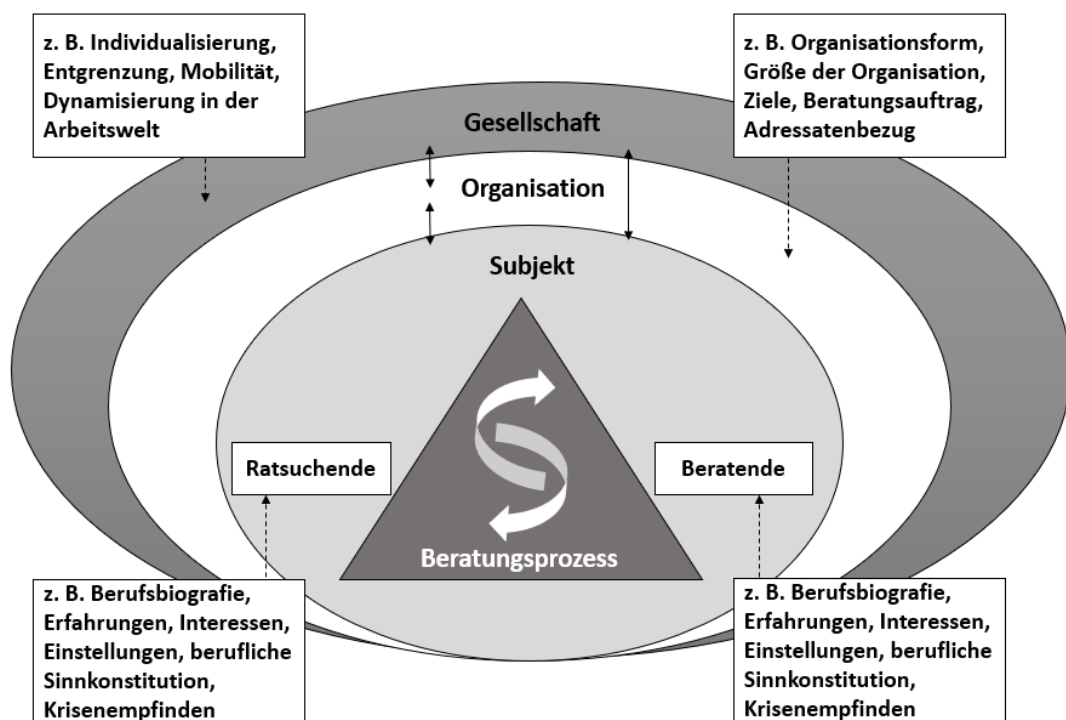 z. B. Individualisierung,
Entgrenzung, Mobilität,
Dynamisierung in der
Arbeitswelt
z. B. Organisationsform,
Größe der Organisation,
Ziele, Beratungsauftrag,
Adressatenbezug
Gesellschaft
Organisation
Subjekt
Ratsuchende
Beratende
Beratungsprozess
z. B. Berufsbiografie,
Erfahrungen, Interessen,
Einstellungen, berufliche
Sinnkonstitution,
Krisenempfinden
z. B. Berufsbiografie,
Erfahrungen, Interessen,
Einstellungen, berufliche
Sinnkonstitution,
Krisenempfinden